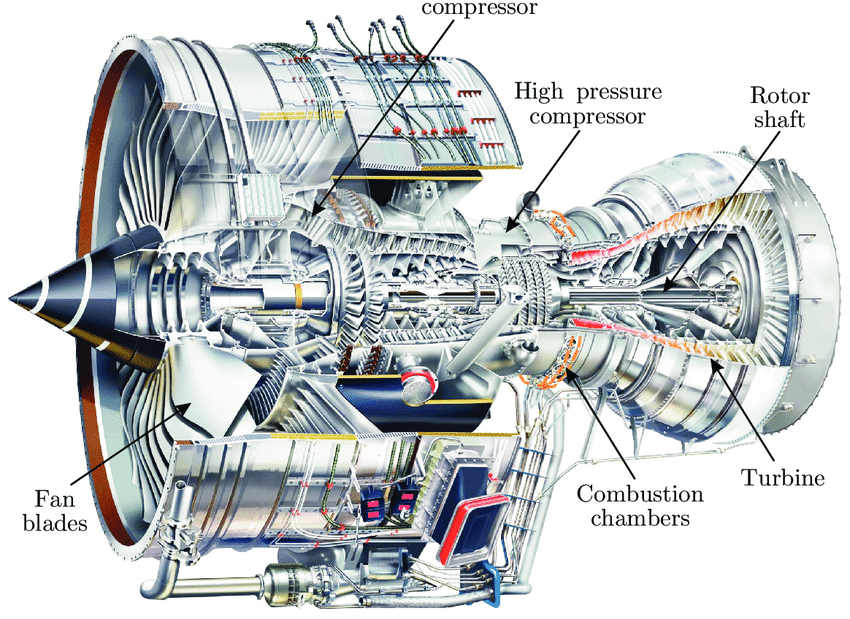 compressor
High pressure
compressor
Rotor
shaft
Fan
blades
Combustion
chambers
Turbine